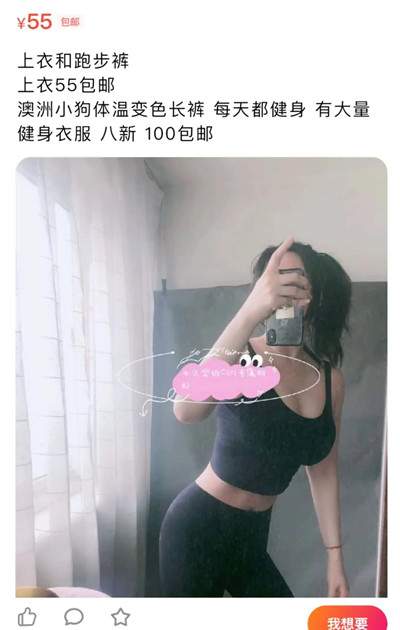 ¥55 包邮
上衣和跑步裤
上衣55包邮
澳洲小狗体温变色长裤 每天都健身 有大量
健身衣服 八新 100包邮
我想要